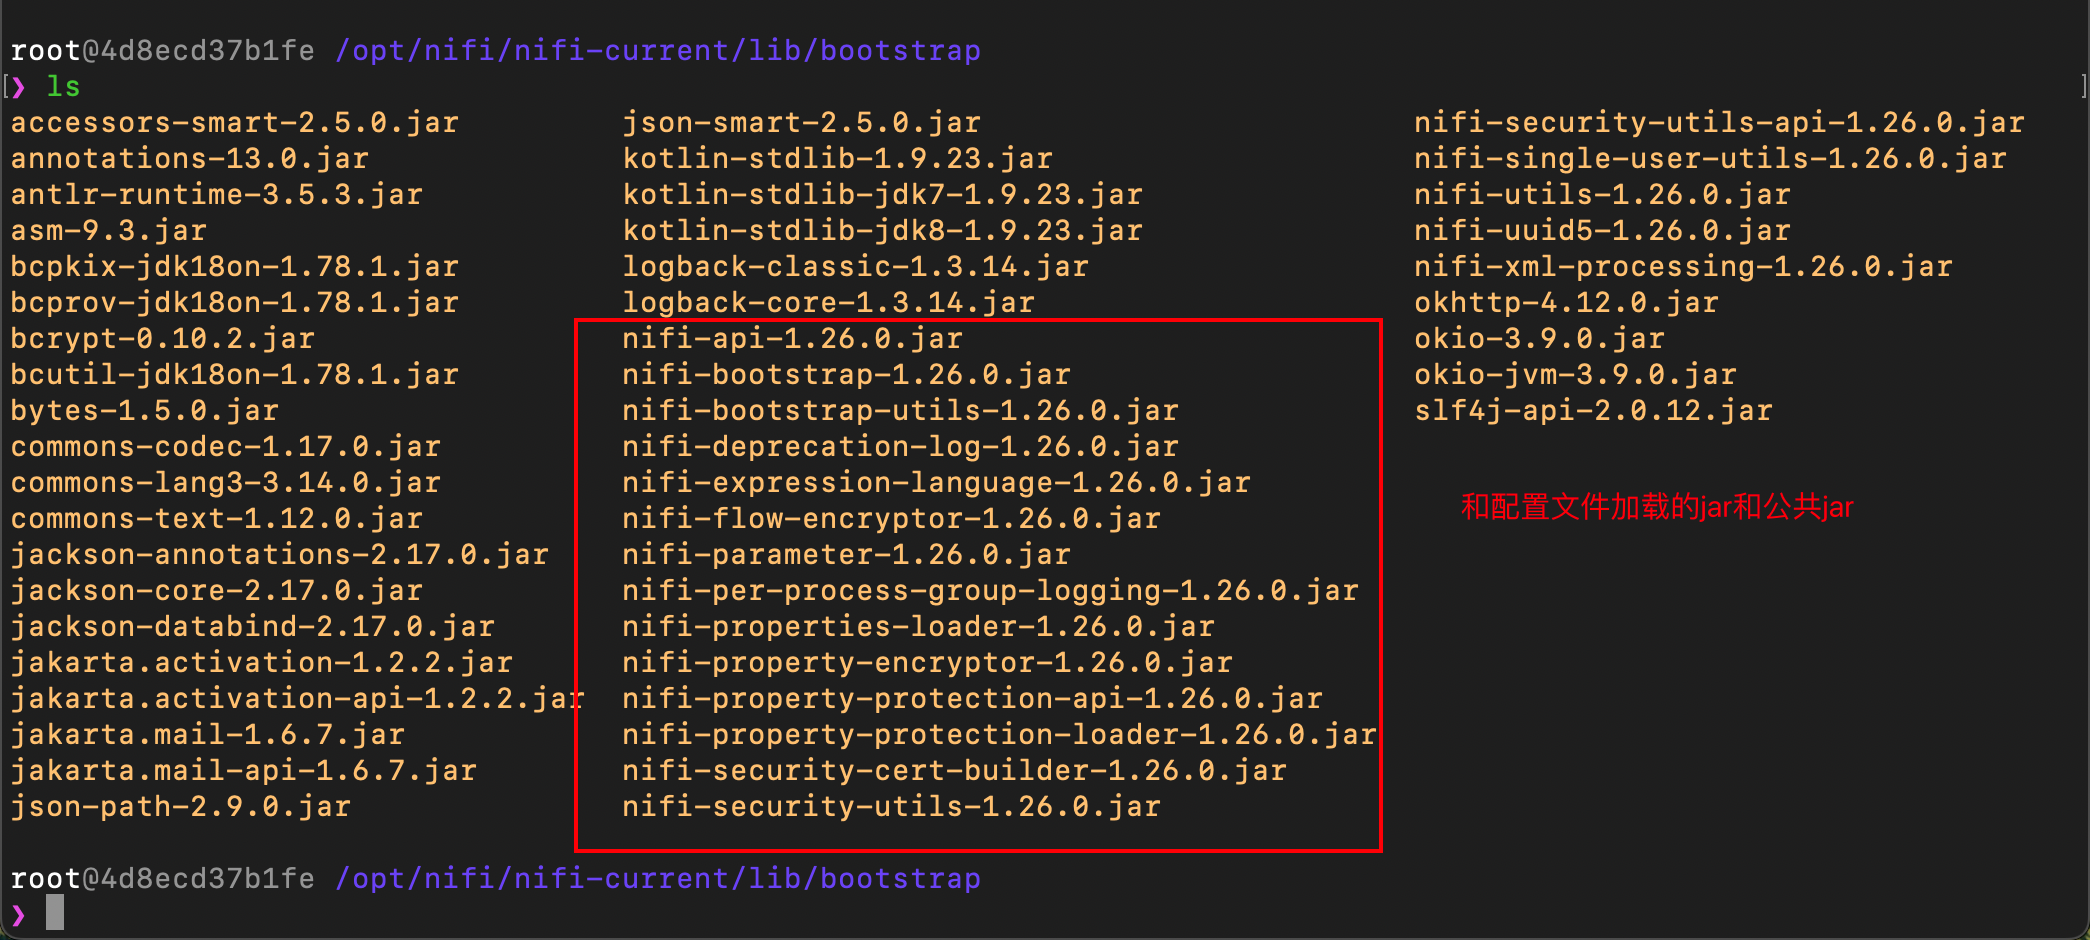 root@4d8ecd37b1fe /opt/nifi/nifi-current/lib/bootstrap
[❯ ls ]
accessors-smart-2.5.0.jar json-smart-2.5.0.jar nifi-security-utils-api-1.26.0.jar
annotations-13.0.jar kotlin-stdlib-1.9.23.jar nifi-single-user-utils-1.26.0.jar
antlr-runtime-3.5.3.jar kotlin-stdlib-jdk7-1.9.23.jar nifi-utils-1.26.0.jar
asm-9.3.jar kotlin-stdlib-jdk8-1.9.23.jar nifi-uuid5-1.26.0.jar
bcpkix-jdk18on-1.78.1.jar logback-classic-1.3.14.jar nifi-xml-processing-1.26.0.jar
bcprov-jdk18on-1.78.1.jar logback-core-1.3.14.jar okhttp-4.12.0.jar
bcrypt-0.10.2.jar nifi-api-1.26.0.jar okio-3.9.0.jar
bcutil-jdk18on-1.78.1.jar nifi-bootstrap-1.26.0.jar okio-jvm-3.9.0.jar
bytes-1.5.0.jar nifi-bootstrap-utils-1.26.0.jar slf4j-api-2.0.12.jar
commons-codec-1.17.0.jar nifi-deprecation-log-1.26.0.jar
commons-lang3-3.14.0.jar nifi-expression-language-1.26.0.jar
commons-text-1.12.0.jar nifi-flow-encryptor-1.26.0.jar 和配置文件加载的jar和公共jar
jackson-annotations-2.17.0.jar nifi-parameter-1.26.0.jar
jackson-core-2.17.0.jar nifi-per-process-group-logging-1.26.0.jar
jackson-databind-2.17.0.jar nifi-properties-loader-1.26.0.jar
jakarta.activation-1.2.2.jar nifi-property-encryptor-1.26.0.jar
jakarta.activation-api-1.2.2.jar nifi-property-protection-api-1.26.0.jar
jakarta.mail-1.6.7.jar nifi-property-protection-loader-1.26.0.jar
jakarta.mail-api-1.6.7.jar nifi-security-cert-builder-1.26.0.jar
json-path-2.9.0.jar nifi-security-utils-1.26.0.jar
root@4d8ecd37b1fe /opt/nifi/nifi-current/lib/bootstrap
❯